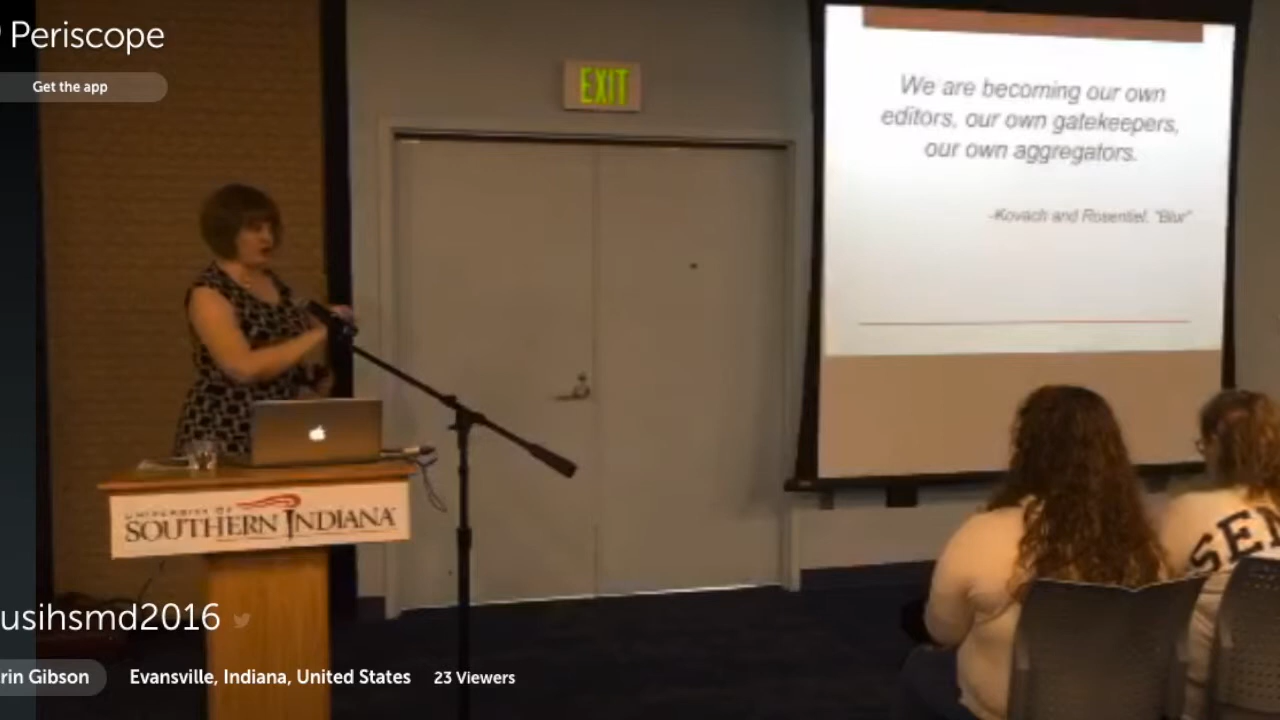 Periscope
Get the app
EXIT
We are becoming our own
editors, our own gatekeepers,
our own aggregators.
-Kovach and Rosentiel, "Blur"
UNIVERSITY OF
SOUTHERN INDIANA
SEN
usihsmd2016
rin Gibson
Evansville, Indiana, United States
23 Viewers